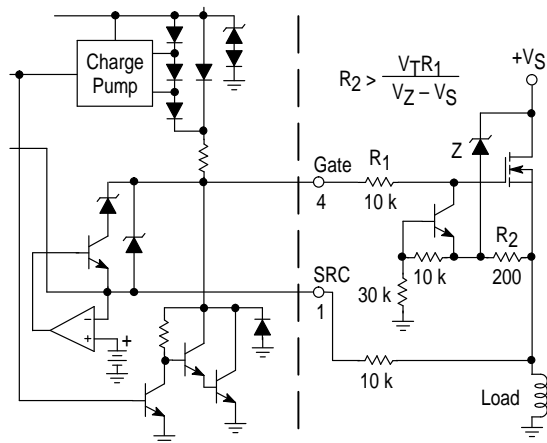 Charge
Pump
R2 > VTR1 / VZ – VS
+VS
Z
Gate
4
R1
10 k
R2
200
10 k
30 k
SRC
1
10 k
Load
–
+
+